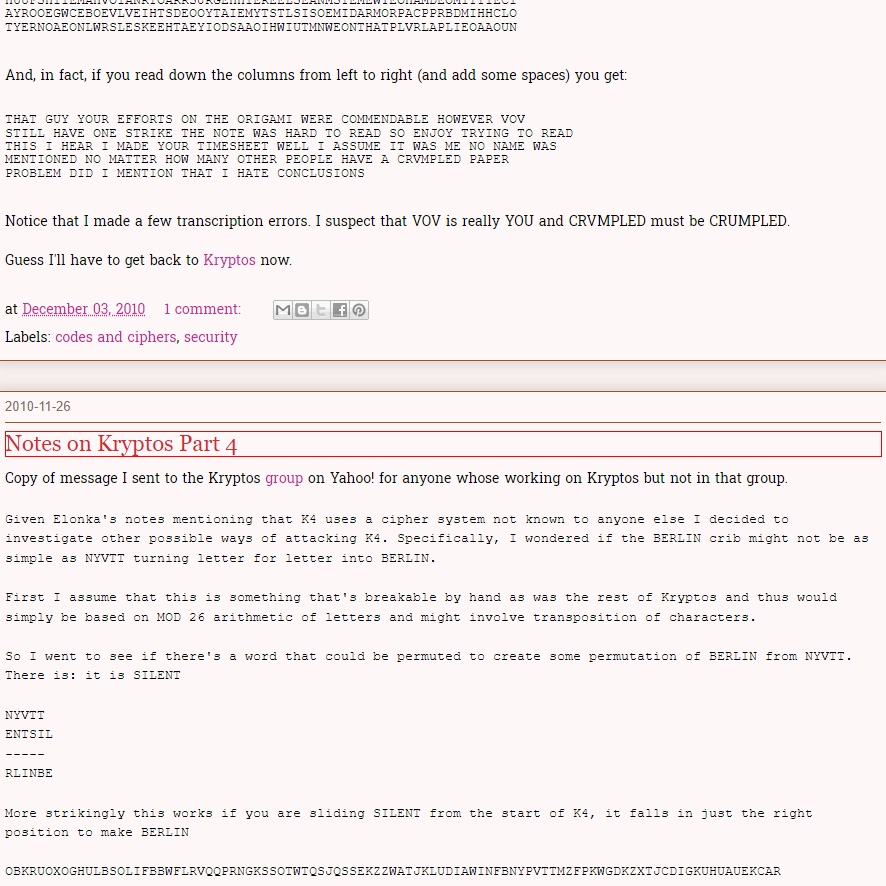 AYROOEGWCEBOEVLVEIHTSDEOOYTAIEMYTSTLSISOEMIDARMORPACPPRBDMIHHCLO
TYERNOAEONLWRSLESKEEHTAEYIODSAAOIHWIUTMNWEONTHATPLVRLAPLIEOAAOUN
And, in fact, if you read down the columns from left to right (and add some spaces) you get:
THAT GUY YOUR EFFORTS ON THE ORIGAMI WERE COMMENDABLE HOWEVER VOV
STILL HAVE ONE STRIKE THE NOTE WAS HARD TO READ SO ENJOY TRYING TO READ
THIS I HEAR I MADE YOUR TIMESHEET WELL I ASSUME IT WAS ME NO NAME WAS
MENTIONED NO MATTER HOW MANY OTHER PEOPLE HAVE A CRVMPLED PAPER
PROBLEM DID I MENTION THAT I HATE CONCLUSIONS
Notice that I made a few transcription errors. I suspect that VOV is really YOU and CRVMPLED must be CRUMPLED.
Guess I'll have to get back to Kryptos now.
at December 03, 2010 1 comment:
Labels: codes and ciphers, security
2010-11-26
Notes on Kryptos Part 4
Copy of message I sent to the Kryptos group on Yahoo! for anyone whose working on Kryptos but not in that group.
Given Elonka's notes mentioning that K4 uses a cipher system not known to anyone else I decided to
investigate other possible ways of attacking K4. Specifically, I wondered if the BERLIN crib might not be as
simple as NYVTT turning letter for letter into BERLIN.
First I assume that this is something that's breakable by hand as was the rest of Kryptos and thus would
simply be based on MOD 26 arithmetic of letters and might involve transposition of characters.
So I went to see if there's a word that could be permuted to create some permutation of BERLIN from NYVTT.
There is: it is SILENT
NYVTT
ENTSIL
-----
RLINBE
More strikingly this works if you are sliding SILENT from the start of K4, it falls in just the right
position to make BERLIN
OBKRUOXOGHULBSOLIFBBWFLRVQQPRNGKSSOTWTQSJQSSEKZZWATJKLUDIAWINFBNYPVTTMZFPKWGDKZXTJCDIGKUHUAUEKCAR